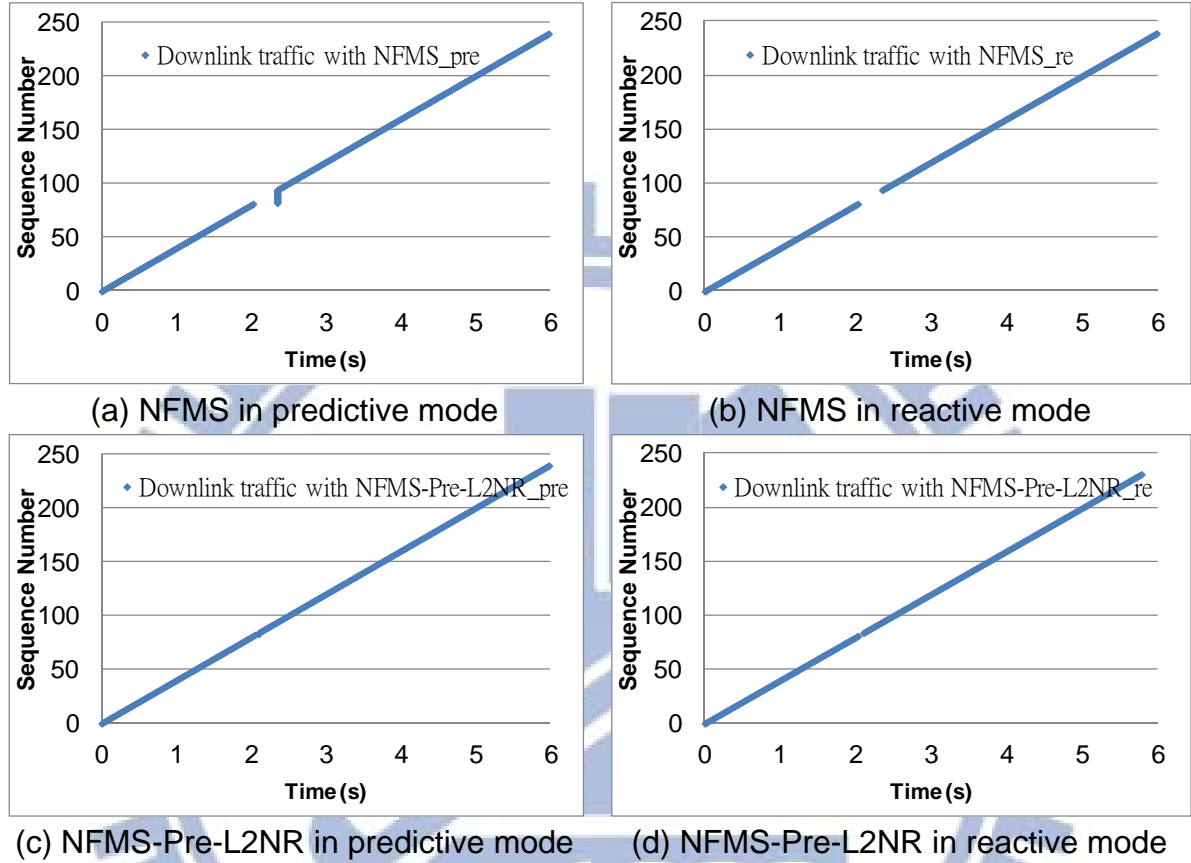 250
200
150
100
50
0
Sequence Number
Downlink traffic with NFMS_pre
0 1 2 3 4 5 6
Time (s)
(a) NFMS in predictive mode
250
200
150
100
50
0
Sequence Number
Downlink traffic with NFMS_re
0 1 2 3 4 5 6
Time (s)
(b) NFMS in reactive mode
250
200
150
100
50
0
Sequence Number
Downlink traffic with NFMS-Pre-L2NR_pre
0 1 2 3 4 5 6
Time (s)
(c) NFMS-Pre-L2NR in predictive mode
250
200
150
100
50
0
Sequence Number
Downlink traffic with NFMS-Pre-L2NR_re
0 1 2 3 4 5 6
Time (s)
(d) NFMS-Pre-L2NR in reactive mode